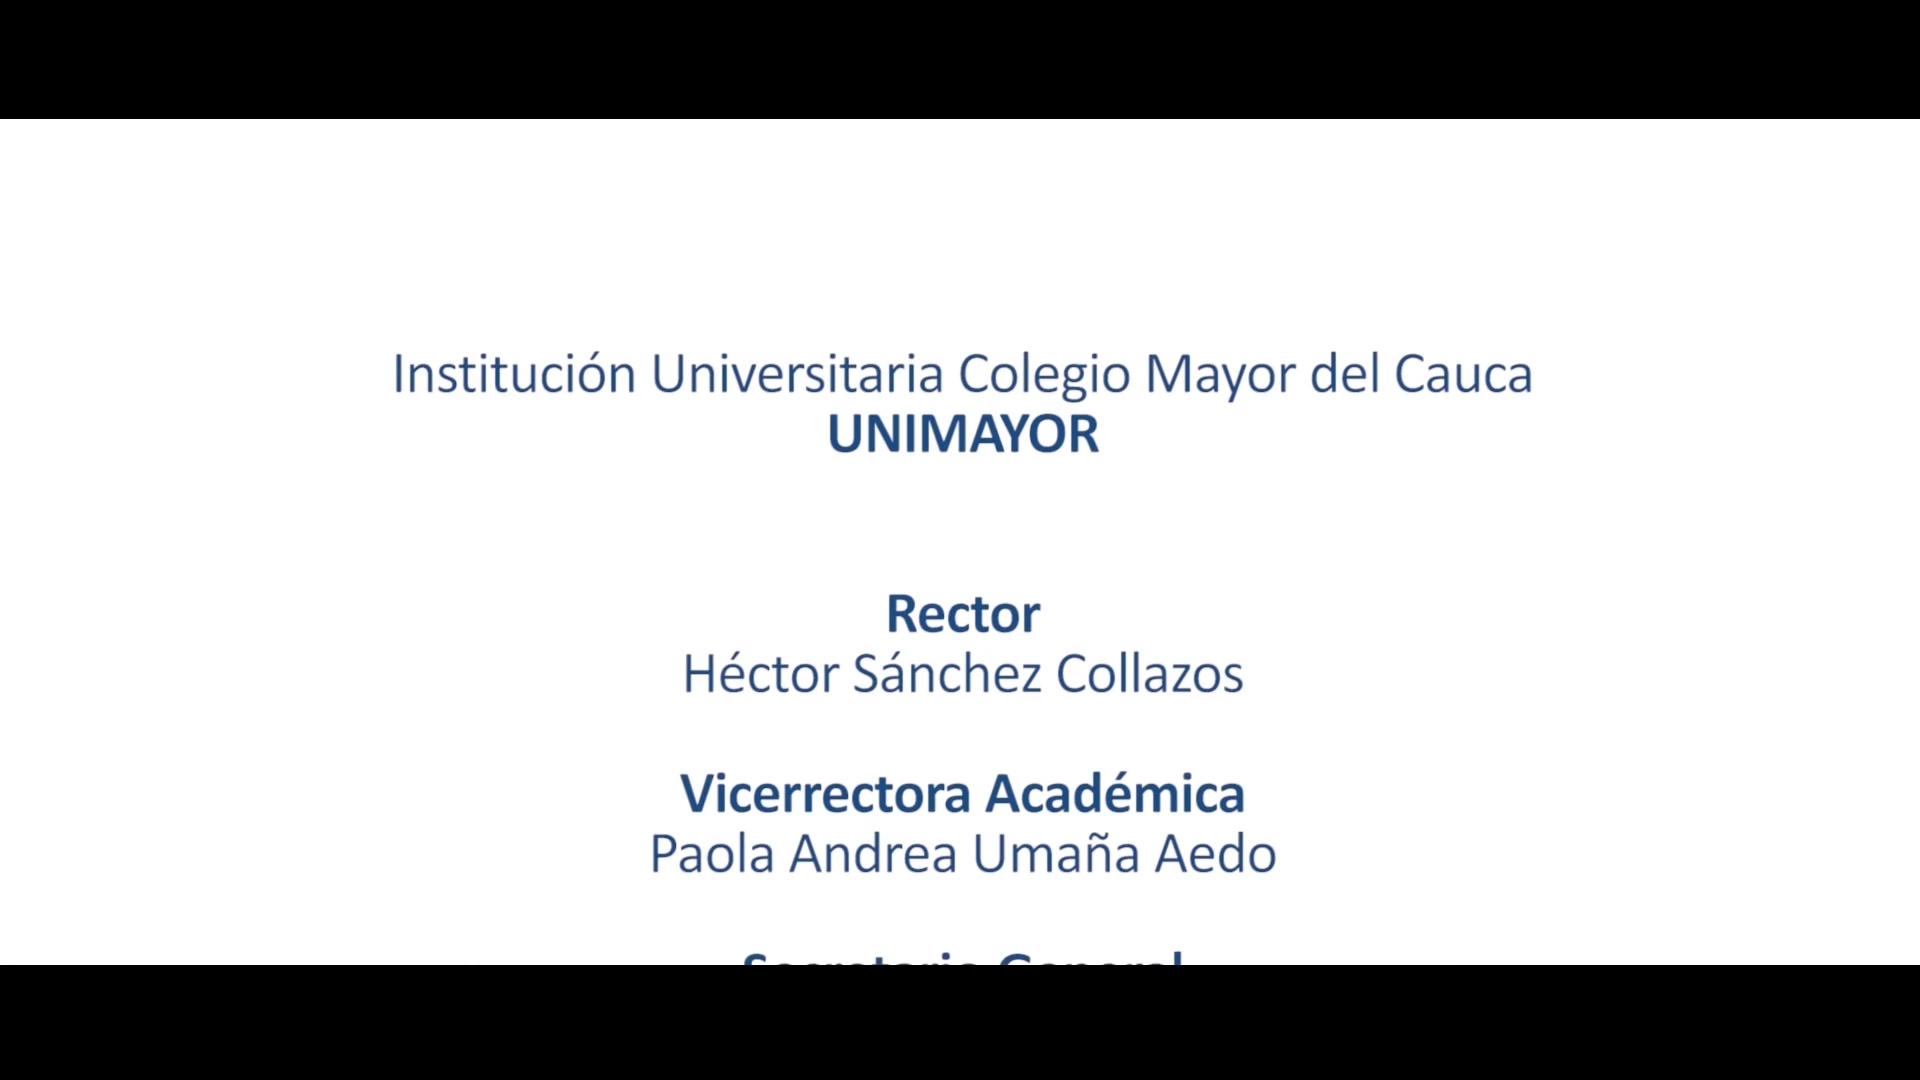 Institución Universitaria Colegio Mayor del Cauca
UNIMAYOR
Rector
Héctor Sánchez Collazos
Vicerrectora Académica
Paola Andrea Umaña Aedo